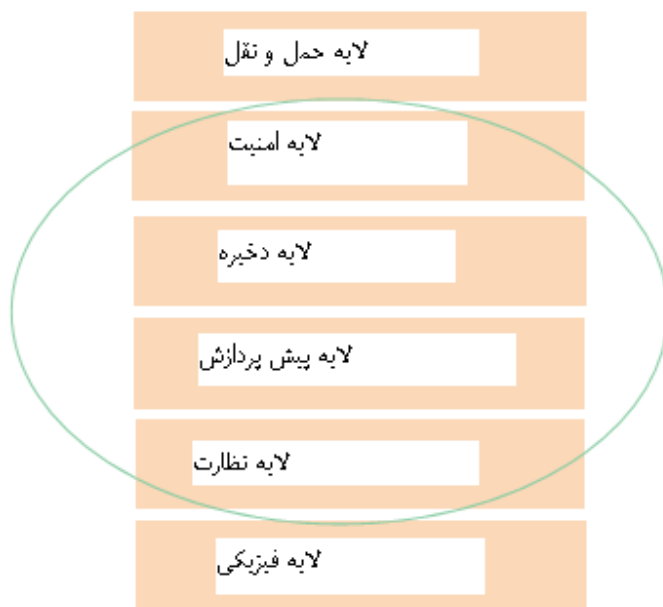 لایه حمل و نقل
لایه امنیت
لایه ذخیره
لایه پیش پردازش
لایه نظارت
لایه فیزیکی